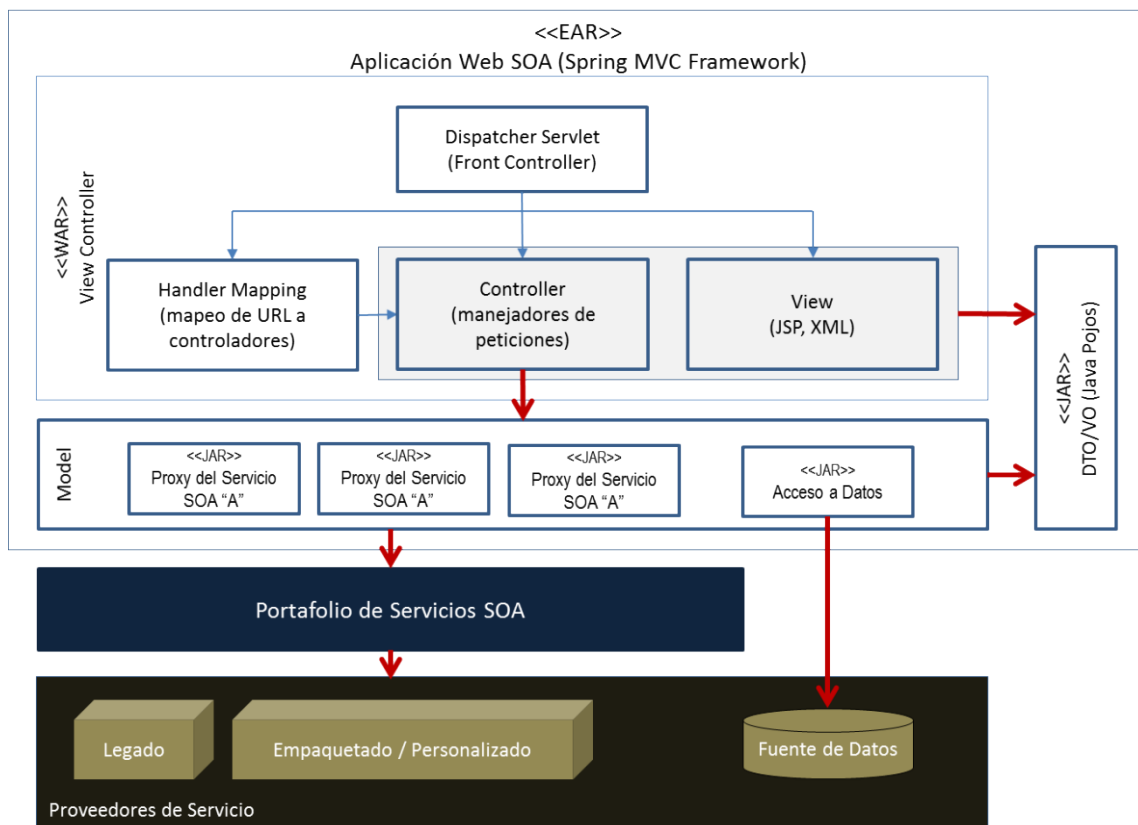 <<EAR>>
Aplicación Web SOA (Spring MVC Framework)
<<WAR>>
View Controller
Dispatcher Servlet
(Front Controller)
Handler Mapping
(mapeo de URL a
controladores)
Controller
(manejadores de
peticiones)
View
(JSP, XML)
<<JAR>>
DTO/VO (Java Pojos)
Model
<<JAR>>
Proxy del Servicio
SOA “A”
<<JAR>>
Proxy del Servicio
SOA “A”
<<JAR>>
Proxy del Servicio
SOA “A”
<<JAR>>
Acceso a Datos
Portafolio de Servicios SOA
Legado
Empaquetado / Personalizado
Fuente de Datos
Proveedores de Servicio